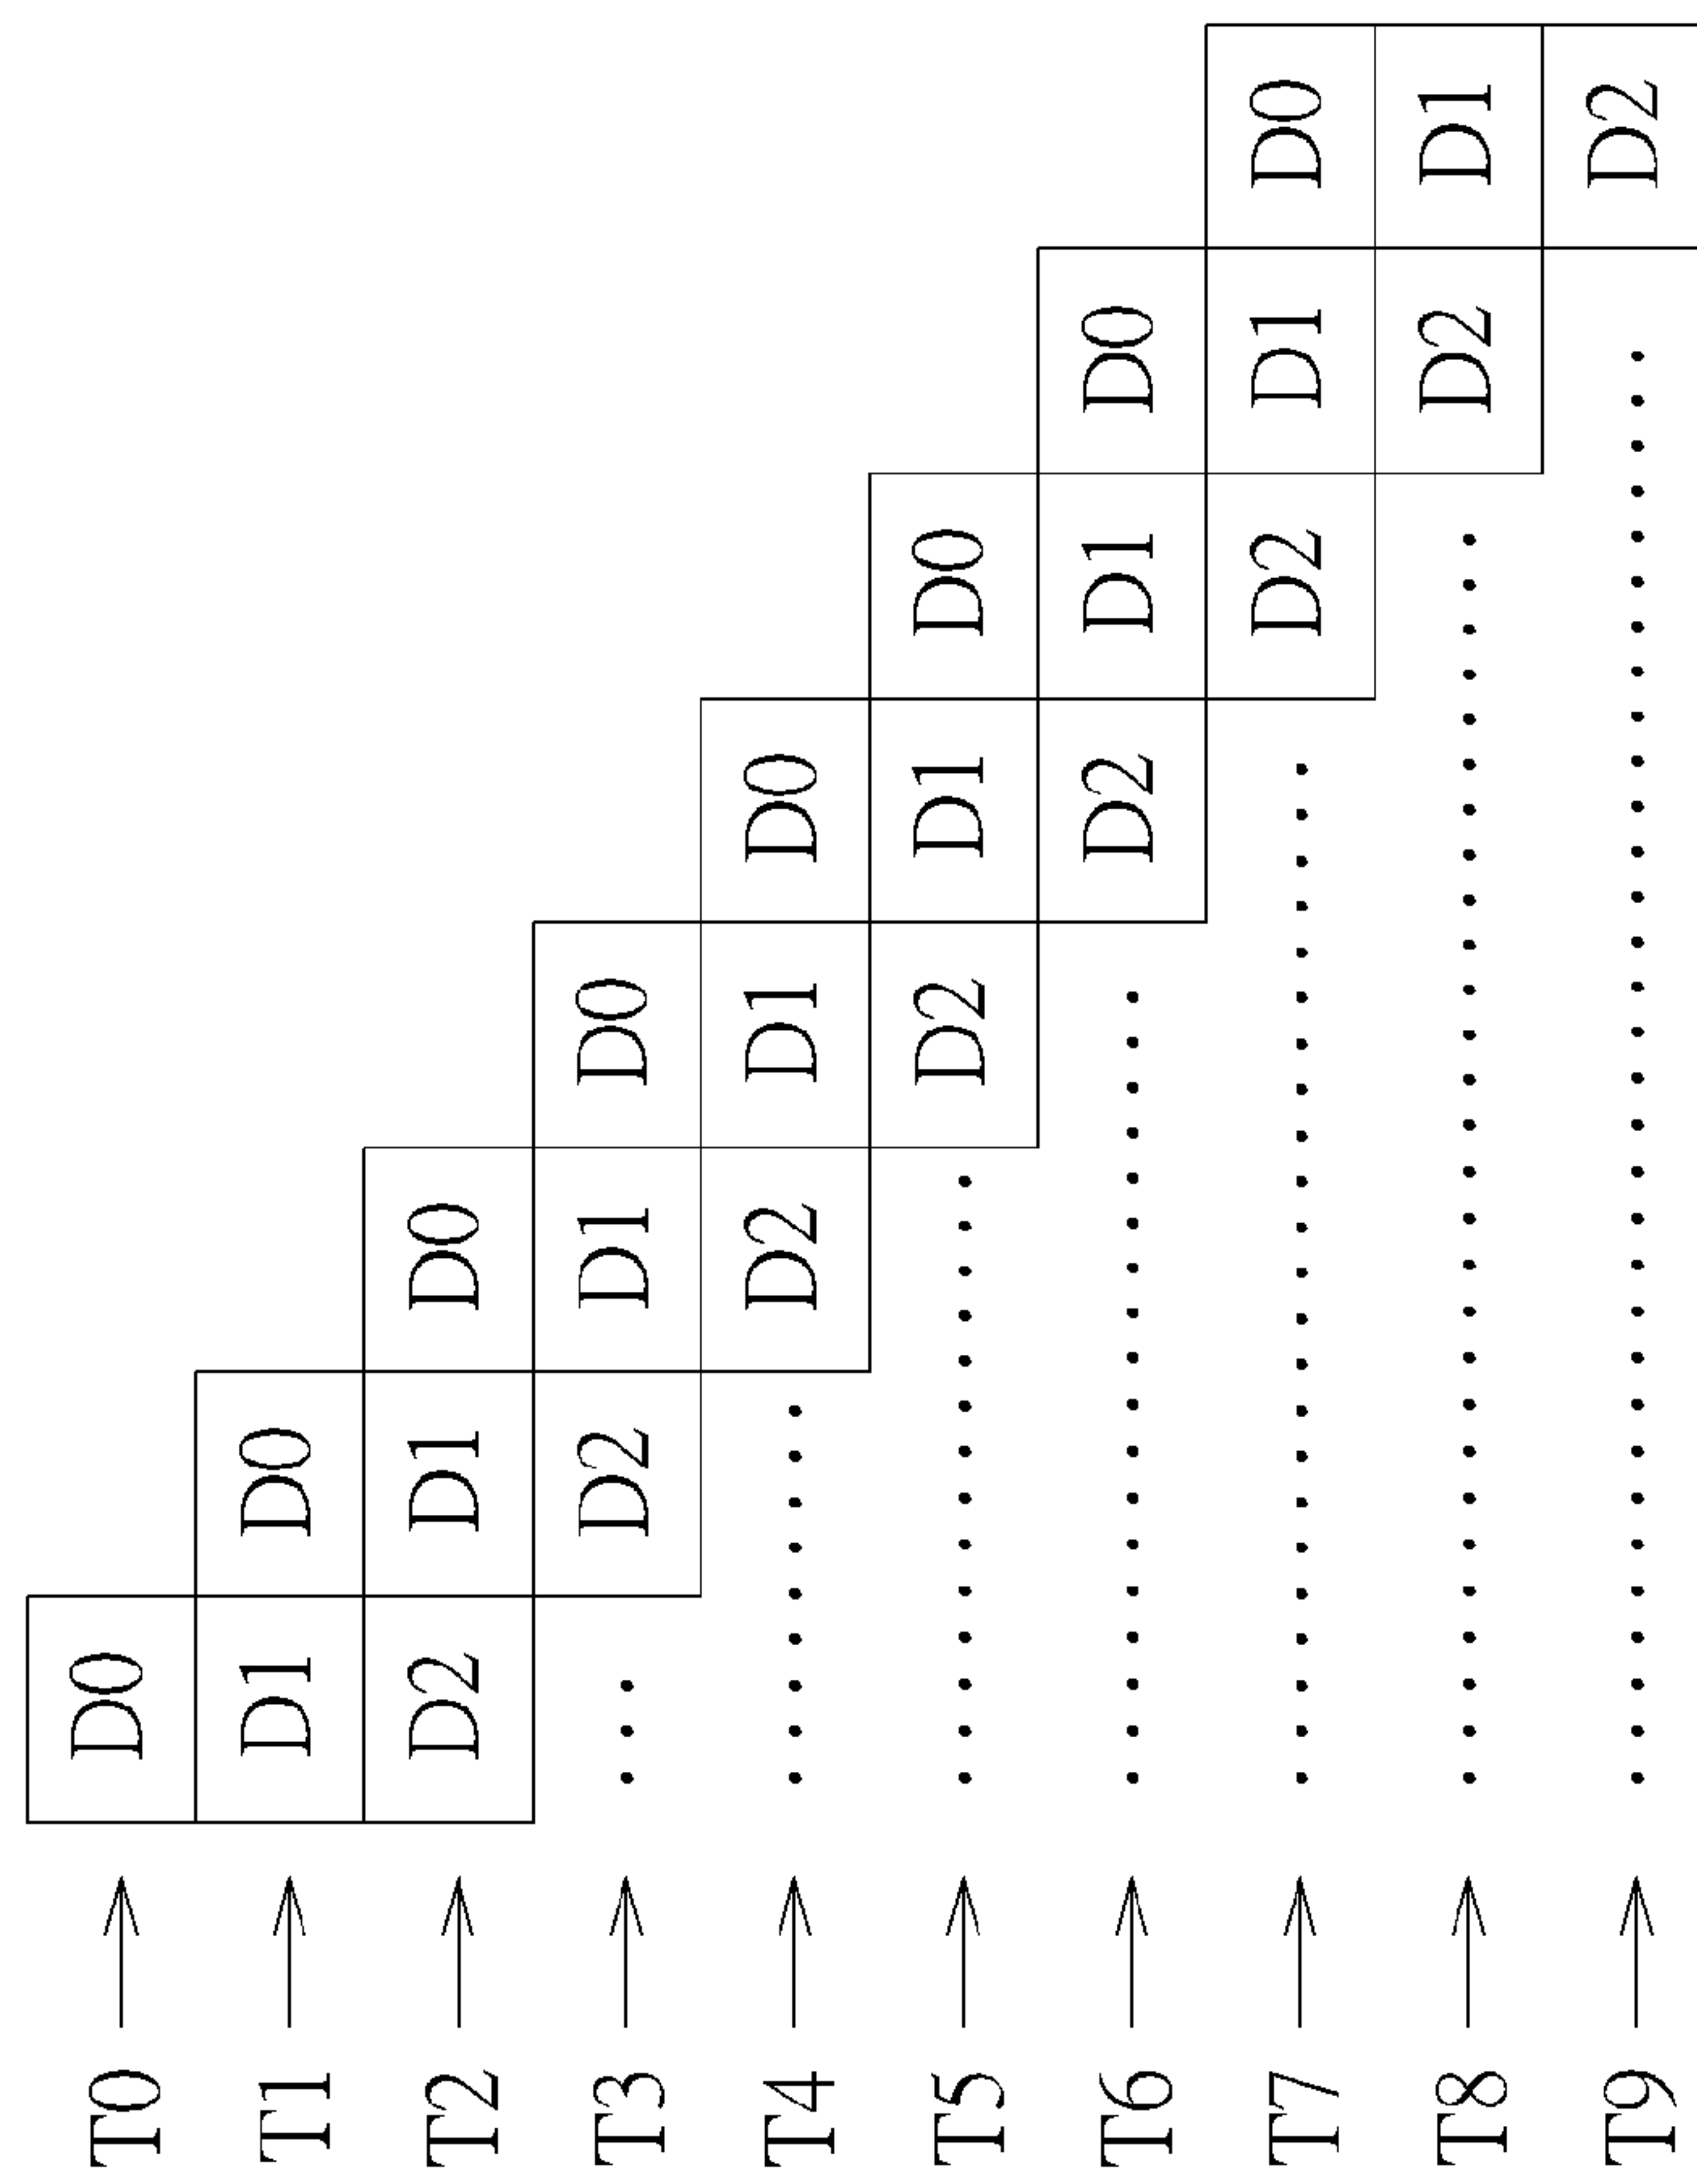 T0 D0
T1 D1 D0
T2 D2 D1 D0
T3 D2 D1 D0
T4 D2 D1 D0
T5 D2 D1 D0
T6 D2 D1 D0
T7 D2 D1 D0
T8 D2 D1
T9 D2